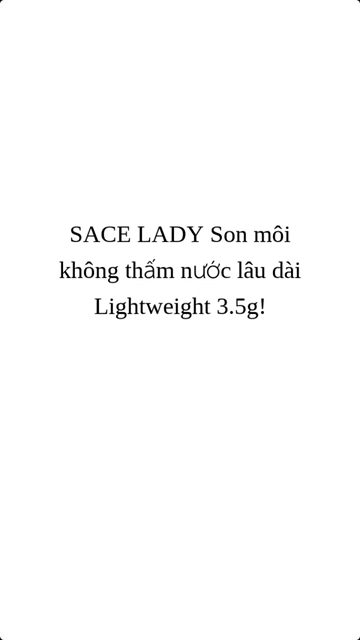 SACE LADY Son môi
không thấm nước lâu dài
Lightweight 3.5g!